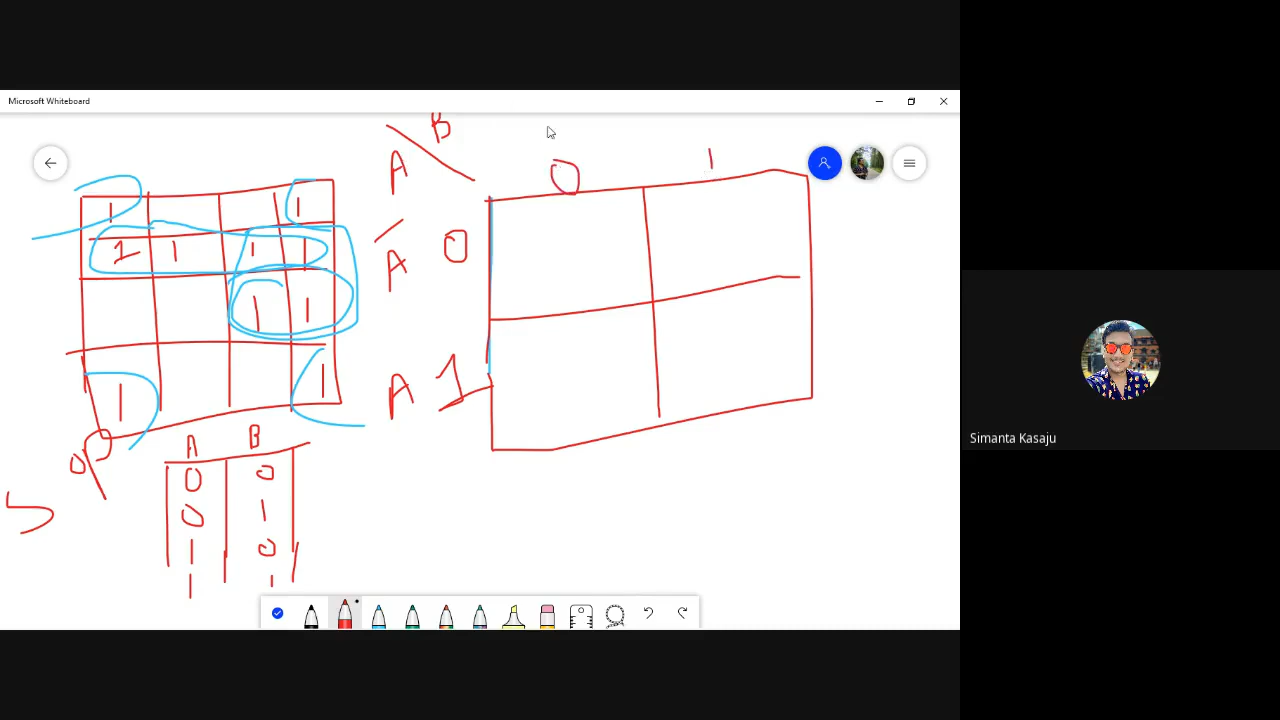 Microsoft Whiteboard
B
A
0 1
1 1
1 1 1 1
A 0
1 1
1 1
A 1
A B
OP
0 0
0 1
1 0
1 1
Simanta Kasaju